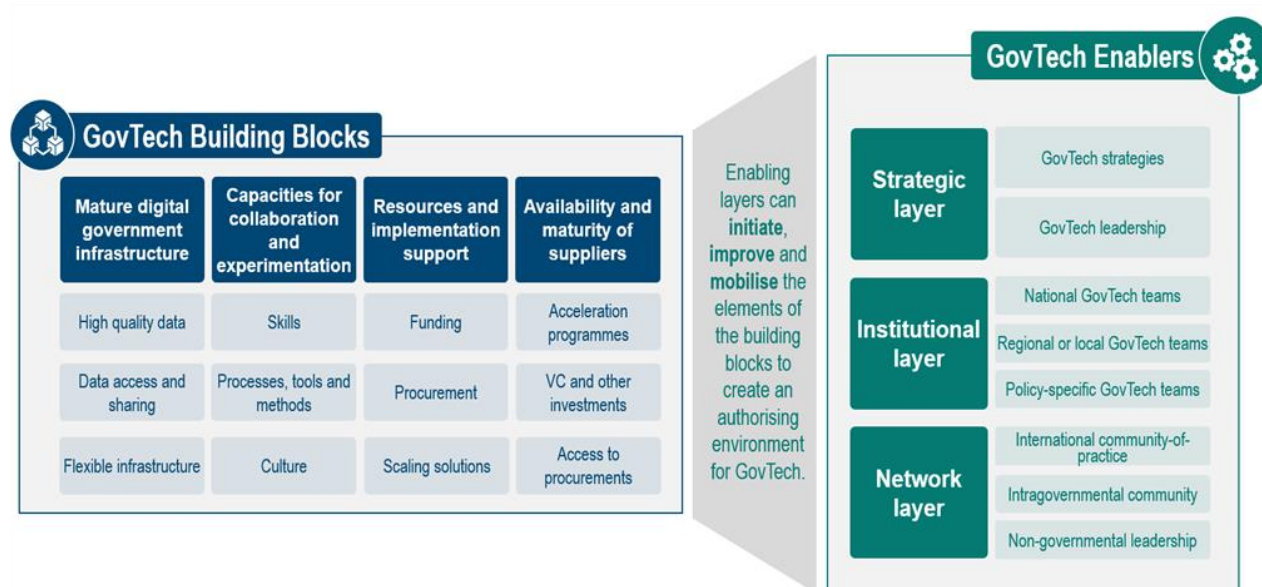 GovTech Building Blocks
Mature digital
government
infrastructure
High quality data
Data access and
sharing
Flexible infrastructure
Capacities for
collaboration
and
experimentation
Skills
Processes, tools and
methods
Culture
Resources and
implementation
support
Funding
Procurement
Scaling solutions
Availability and
maturity of
suppliers
Acceleration
programmes
VC and other
investments
Access to
procurements
Enabling
layers can
initiate,
improve and
mobilise the
elements of
the building
blocks to
create an
authorising
environment
for GovTech.
GovTech Enablers
Strategic
layer
GovTech strategies
GovTech leadership
Institutional
layer
National GovTech teams
Regional or local GovTech teams
Policy-specific GovTech teams
Network
layer
International community-of-
practice
Intragovernmental community
Non-governmental leadership